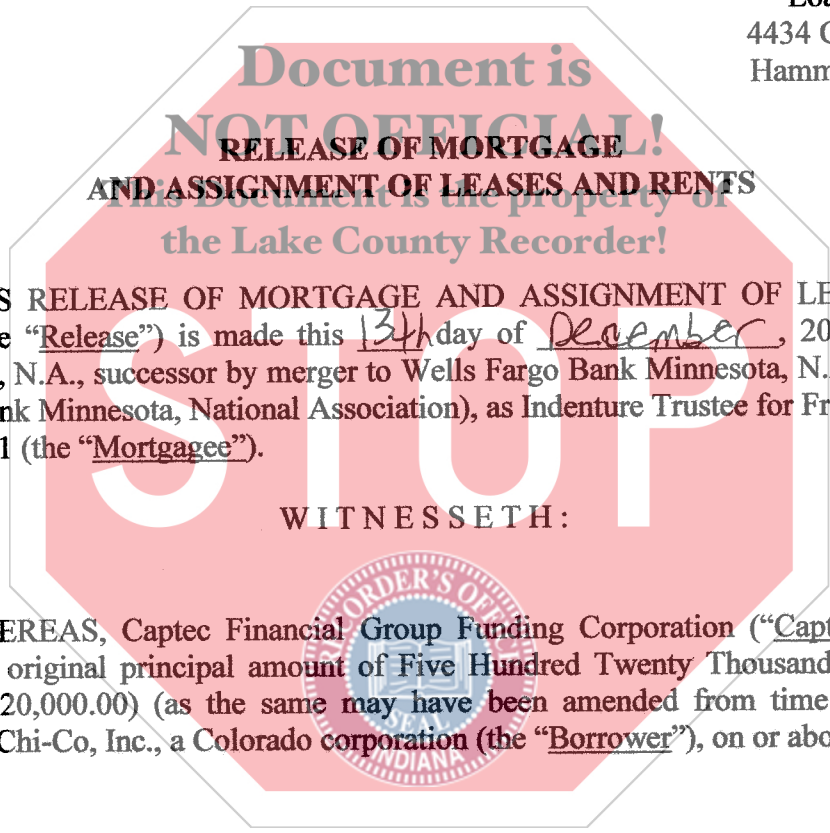 Loa
4434 C
Hamm
Document is
NOT OFFICIAL!
This Document is the property of
the Lake County Recorder!
STOP
RELEASE OF MORTGAGE
AND ASSIGNMENT OF LEASES AND RENTS
S RELEASE OF MORTGAGE AND ASSIGNMENT OF LE
e “Release”) is made this 13th day of December, 20
, N.A., successor by merger to Wells Fargo Bank Minnesota, N.
nk Minnesota, National Association), as Indenture Trustee for Fr
1 (the “Mortgagee”).
WITNESSETH:
EREAS, Captec Financial Group Funding Corporation (“Capt
original principal amount of Five Hundred Twenty Thousand
20,000.00) (as the same may have been amended from time
Chi-Co, Inc., a Colorado corporation (the “Borrower”), on or abo
RECORDER'S OFFICE
SEAL
INDIANA